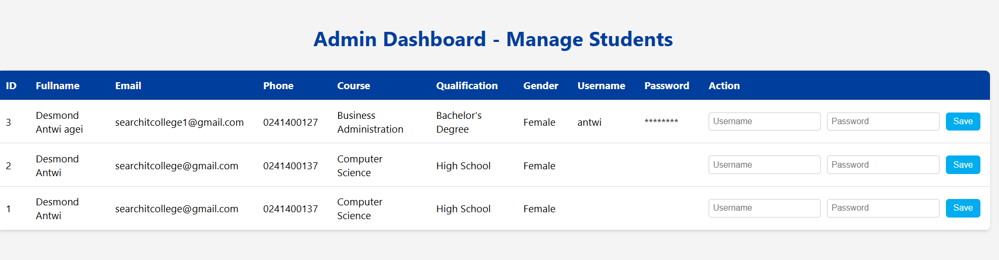 Admin Dashboard - Manage Students
ID Fullname Email Phone Course Qualification Gender Username Password Action
3 Desmond Antwi agei searchitcollege1@gmail.com 0241400127 Business Administration Bachelor’s Degree Female antwi ******** Username Password Save
2 Desmond Antwi searchitcollege@gmail.com 0241400137 Computer Science High School Female Username Password Save
1 Desmond Antwi searchitcollege@gmail.com 0241400137 Computer Science High School Female Username Password Save